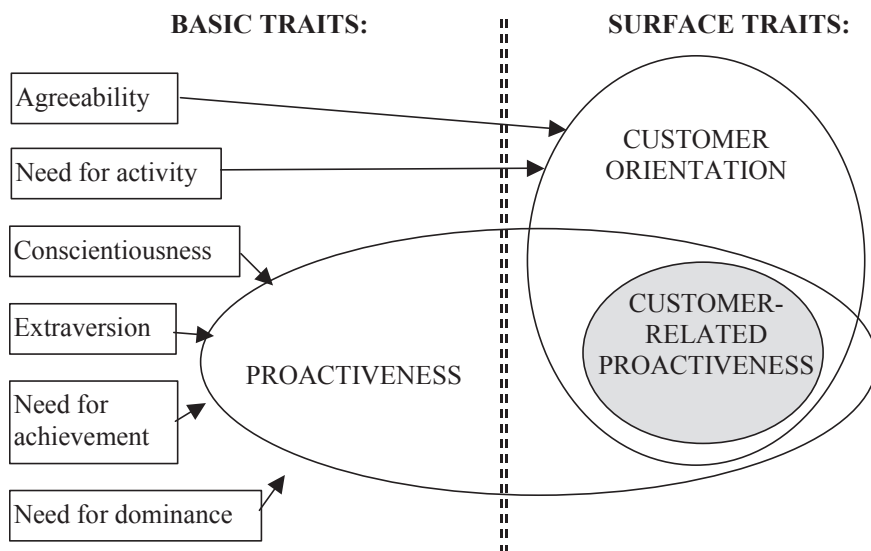 BASIC TRAITS:
SURFACE TRAITS:
Agreeability
Need for activity
Conscientiousness
Extraversion
Need for
achievement
Need for dominance
PROACTIVENESS
CUSTOMER
ORIENTATION
CUSTOMER-
RELATED
PROACTIVENESS